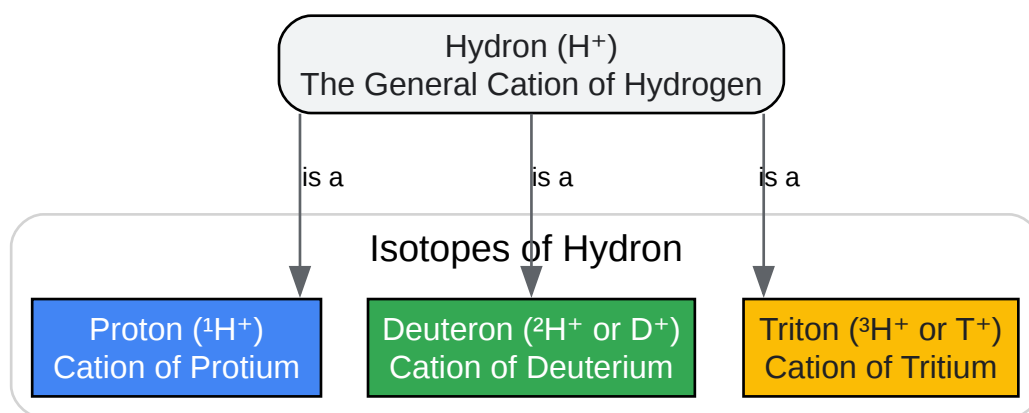 Hydron (H⁺)
The General Cation of Hydrogen
is a
is a
is a
Isotopes of Hydron
Proton (¹H⁺)
Cation of Protium
Deuteron (²H⁺ or D⁺)
Cation of Deuterium
Triton (³H⁺ or T⁺)
Cation of Tritium